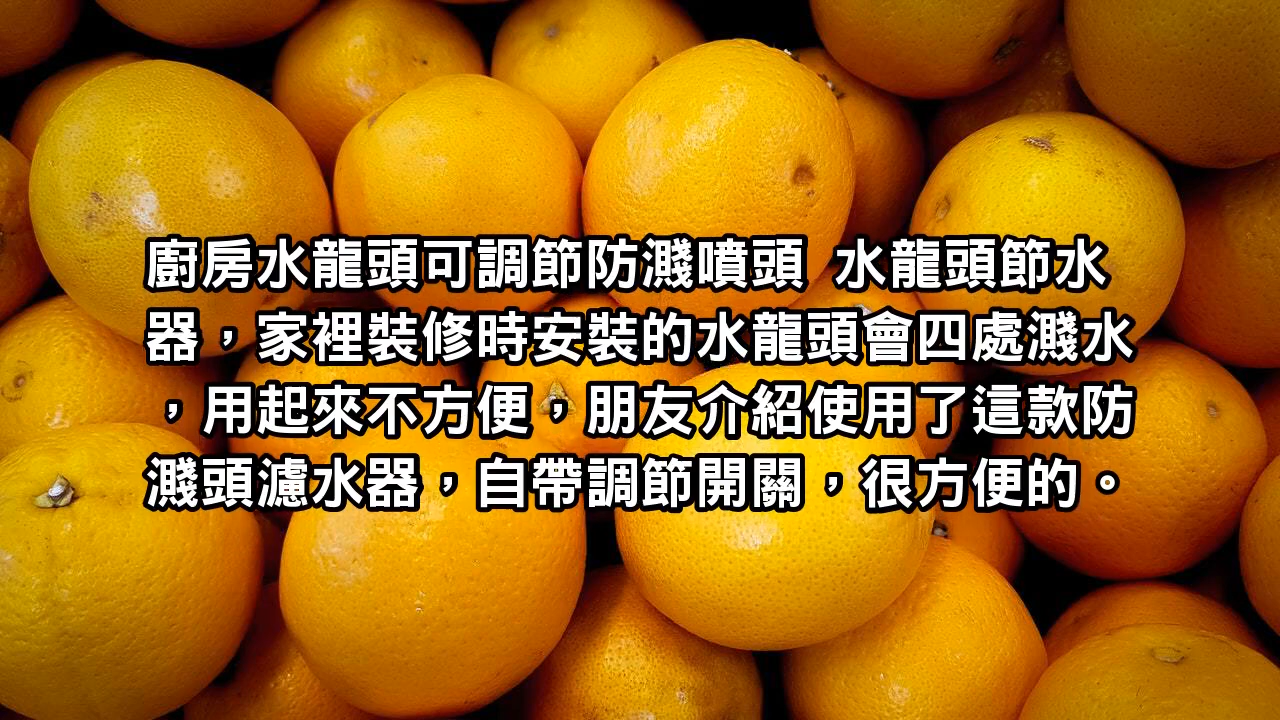 廚房水龍頭可調節防濺噴頭 水龍頭節水
器，家裡裝修時安裝的水龍頭會四處濺水
，用起來不方便，朋友介紹使用了這款防
濺頭濾水器，自帶調節開關，很方便的。